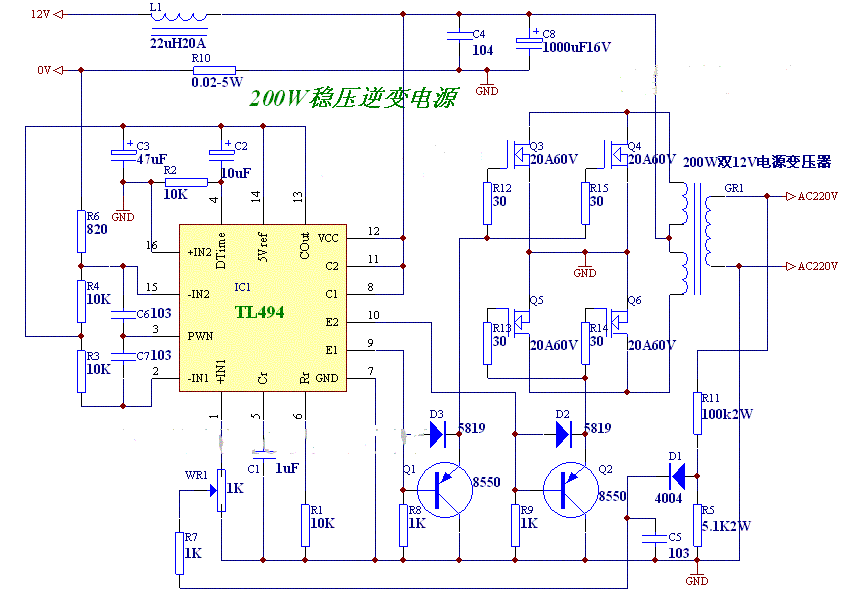 12V
L1
22uH20A
0V
R10
0.02-5W
C4
104
C8
1000uF16V
GND
200W稳压逆变电源
C3
47uF
C2
10uF
R2
10K
GND
4
14
13
Q3
20A60V
Q4
20A60V
200W双12V电源变压器
R12
30
R15
30
GR1
AC220V
AC220V
R6
820
16
+IN2
DTime
5Vref
COut
VCC
12
C2
11
15
-IN2
IC1
TL494
C1
8
R4
10K
C6
103
E2
10
3
PWN
E1
9
R3
10K
C7
103
2
-IN1
+IN1
Cr
Rr
GND
7
GND
Q5
20A60V
Q6
20A60V
R13
30
R14
30
1
5
6
D3
5819
D2
5819
R11
100k2W
WR1
1K
C1
1uF
Q1
8550
Q2
8550
D1
4004
R1
10K
R8
1K
R9
1K
R5
5.1K2W
R7
1K
C5
103
GND